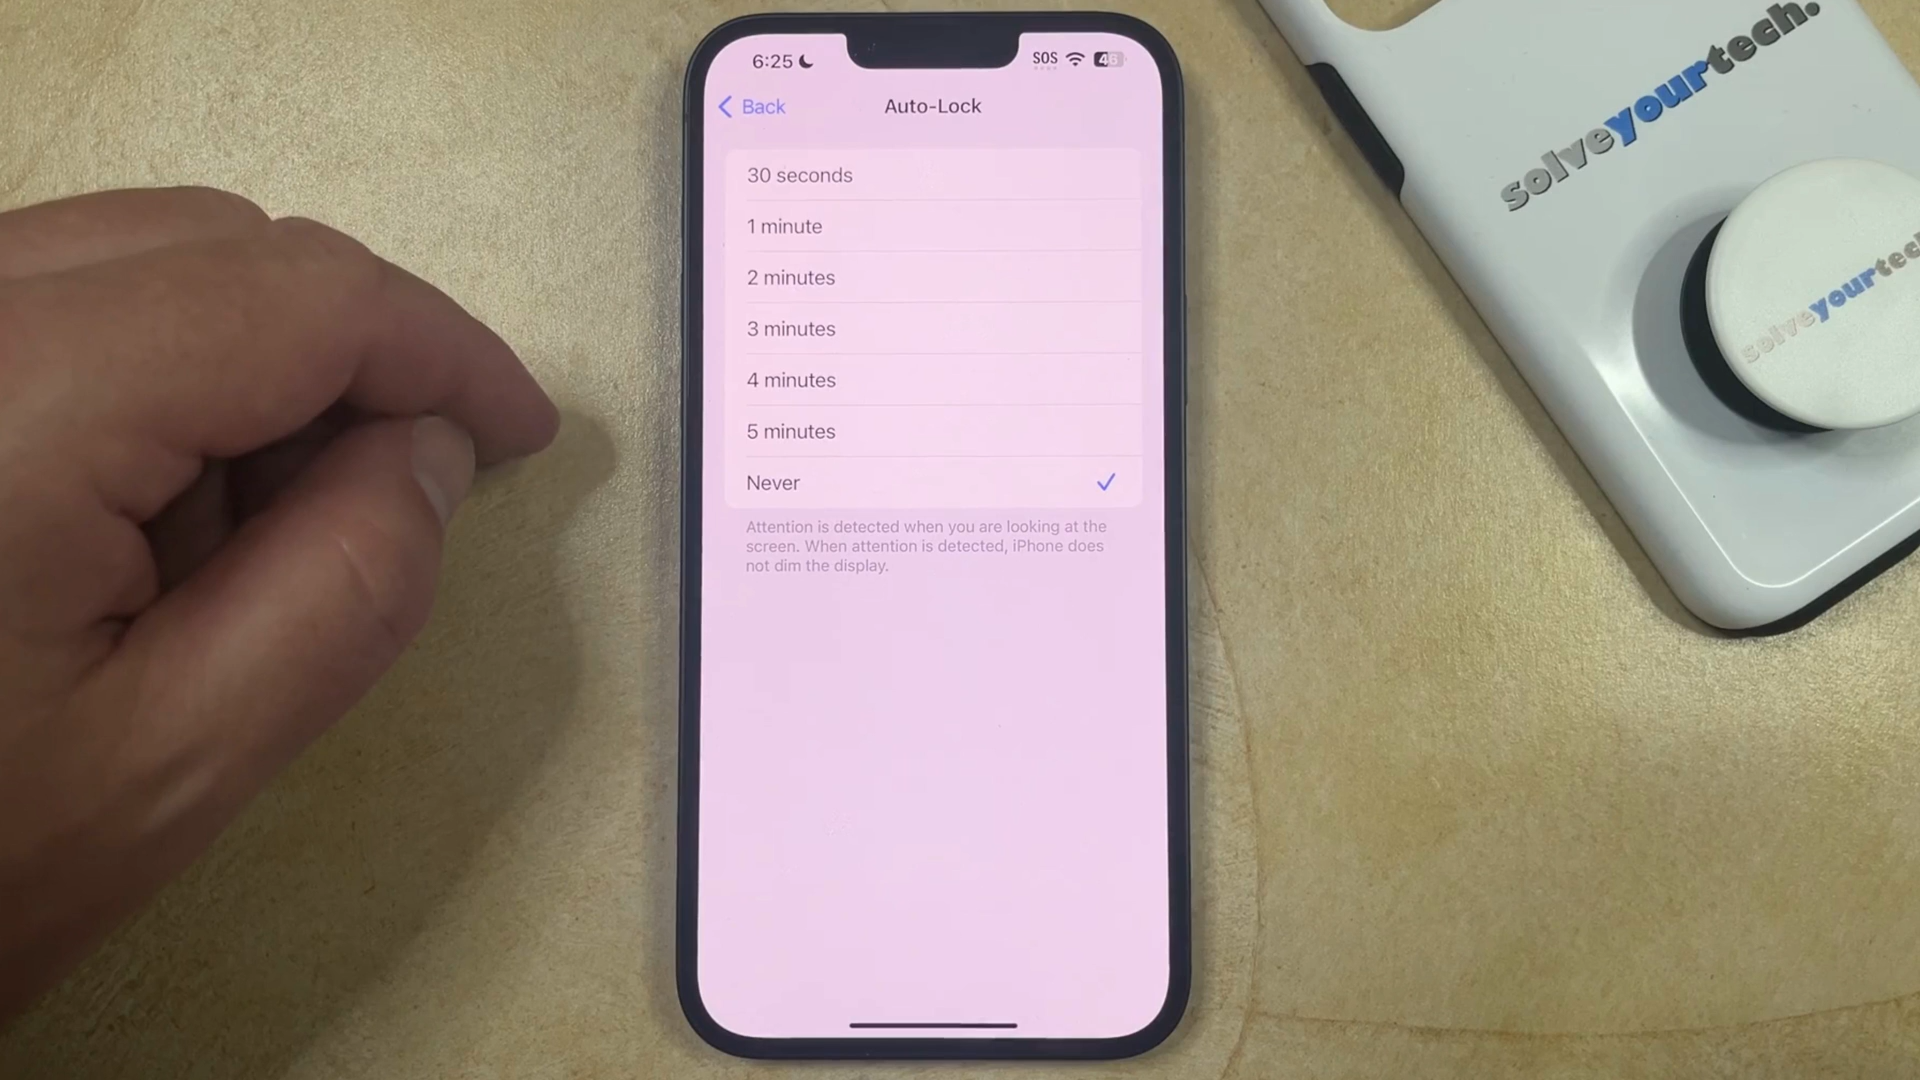 6:25
SOS
46
Back
Auto-Lock
30 seconds
1 minute
2 minutes
3 minutes
4 minutes
5 minutes
Never
Attention is detected when you are looking at the
screen. When attention is detected, iPhone does
not dim the display.
solveyourtech.
solveyourtech